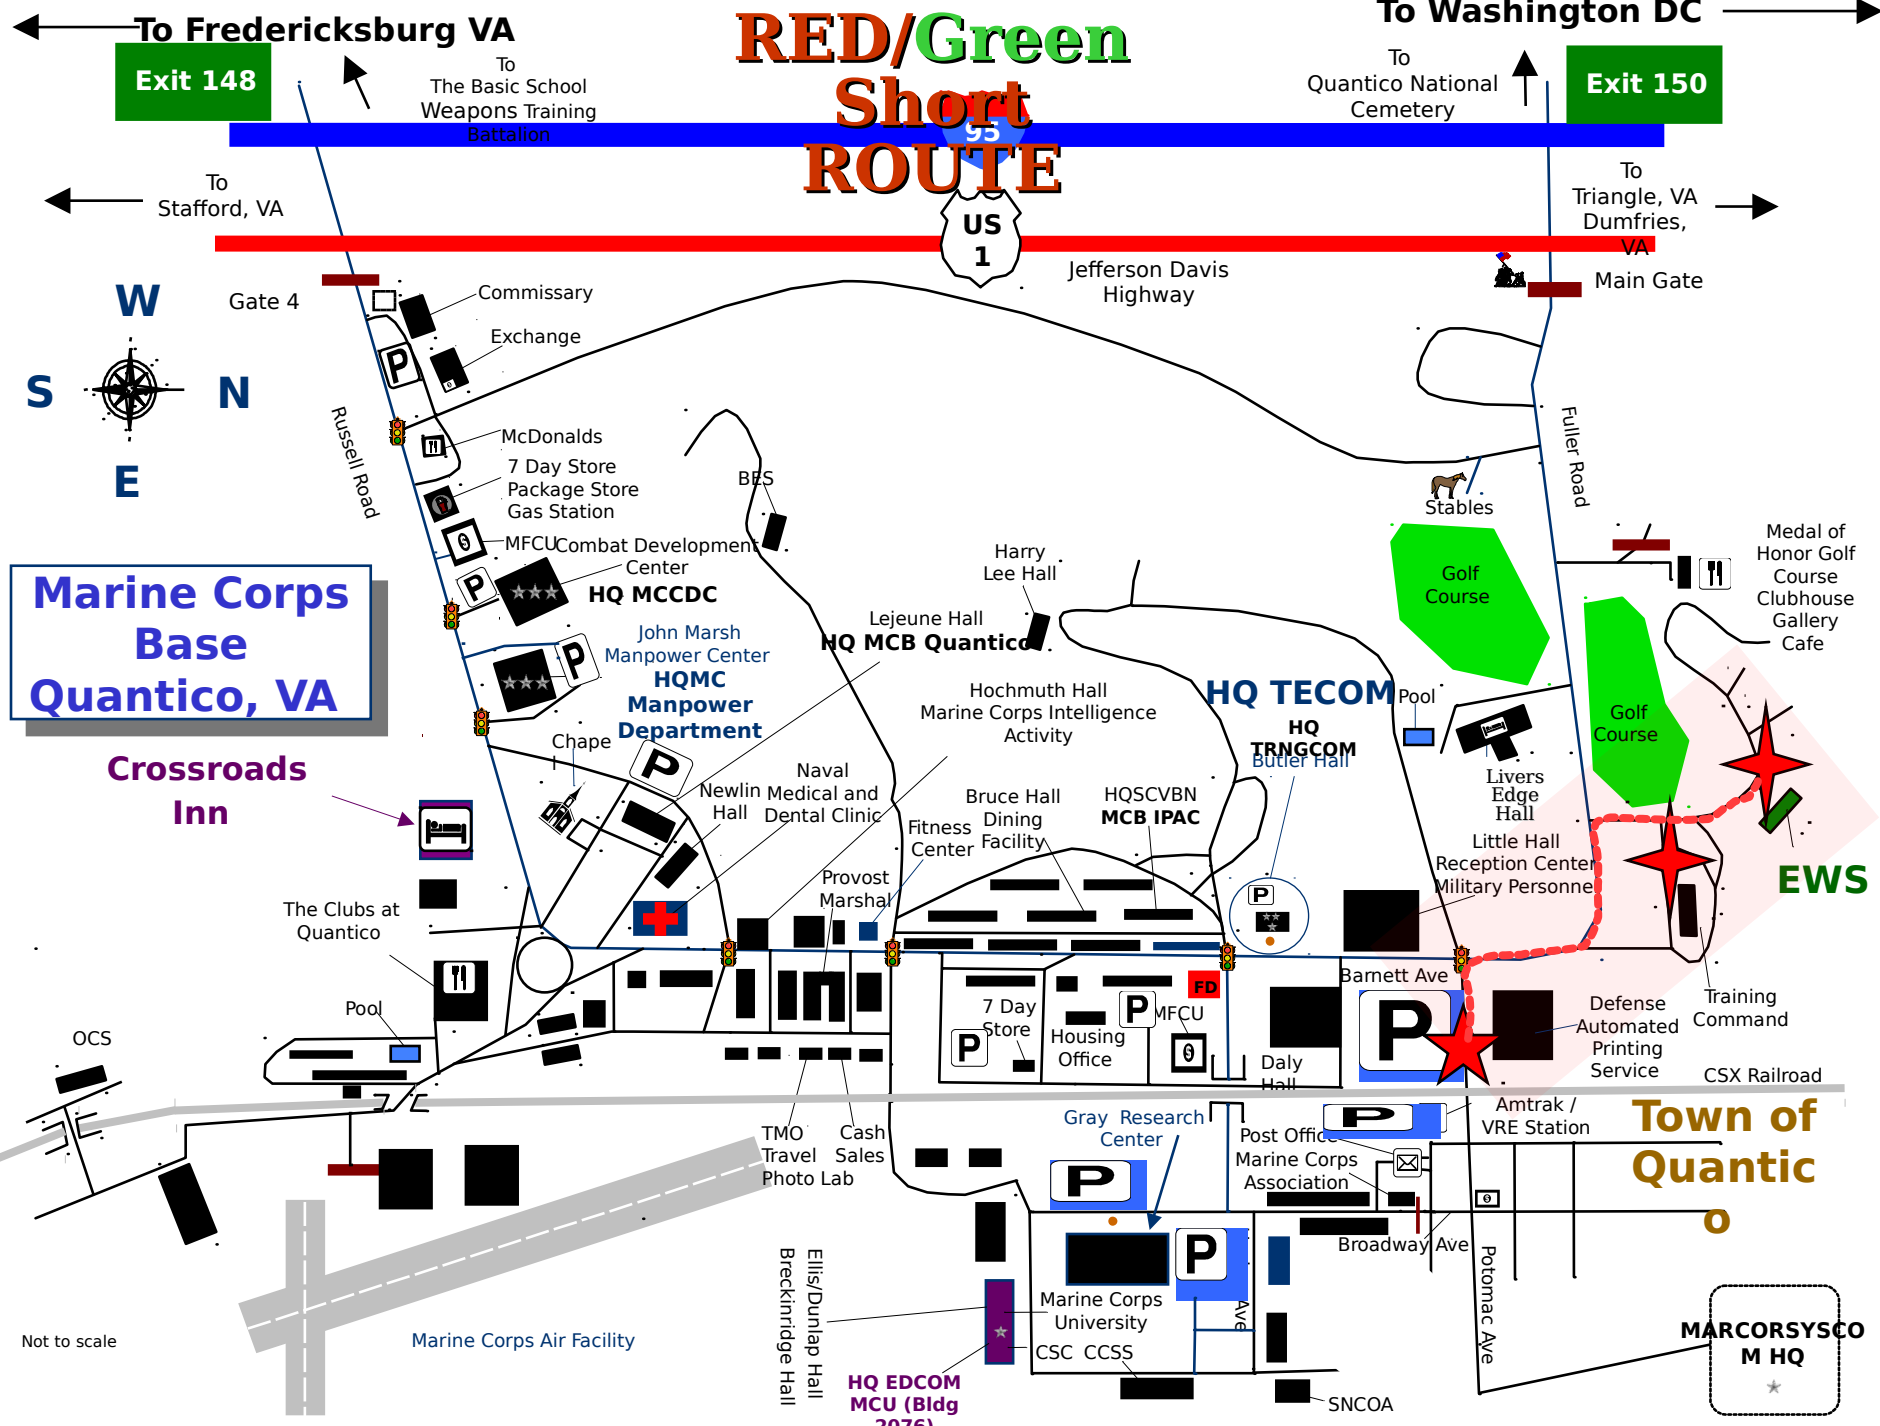 To Fredericksburg VA
RED/Green
Short
ROUTE
To Washington DC
Exit 148
To
The Basic School
Weapons Training
Battalion
95
To
Quantico National
Cemetery
Exit 150
To
Stafford, VA
US
1
To
Triangle, VA
Dumfries,
VA
Jefferson Davis
Highway
Gate 4
Main Gate
Commissary
Exchange
W
S
N
E
P
Russell Road
McDonalds
7 Day Store
Package Store
Gas Station
MFCU
BES
Fuller Road
Stables
Combat Development
Center
HQ MCCDC
P
Harry
Lee Hall
Golf
Course
Medal of
Honor Golf
Course
Clubhouse
Gallery
Cafe
Marine Corps
Base
Quantico, VA
John Marsh
Manpower Center
HQMC
Manpower
Department
P
Lejeune Hall
HQ MCB Quantico
Hochmuth Hall
Marine Corps Intelligence
Activity
HQ TECOM
HQ
TRNGCOM
Butler Hall
Pool
Golf
Course
Crossroads
Inn
Chape
l
P
Newlin
Hall
Naval
Medical and
Dental Clinic
Fitness
Center
Bruce Hall
Dining
Facility
HQSCVBN
MCB IPAC
Livers
Edge
Hall
Little Hall
Reception Center
Military Personne
EWS
Provost
Marshal
P
The Clubs at
Quantico
Barnett Ave
FD
P
7 Day
Store
P
Housing
Office
P
MFCU
Daly
Hall
Defense
Automated
Printing
Service
Training
Command
Pool
OCS
CSX Railroad
TMO
Travel
Photo Lab
Cash
Sales
Gray Research
Center
P
Post Office
Marine Corps
Association
P
Amtrak /
VRE Station
Town of
Quantic
o
Broadway Ave
Potomac Ave
P
Ave
Ellis/Dunlap Hall
Breckinridge Hall
Marine Corps
University
CSC CCSS
HQ EDCOM
MCU (Bldg
2076)
SNCOA
MARCORSYSCO
M HQ
Not to scale
Marine Corps Air Facility